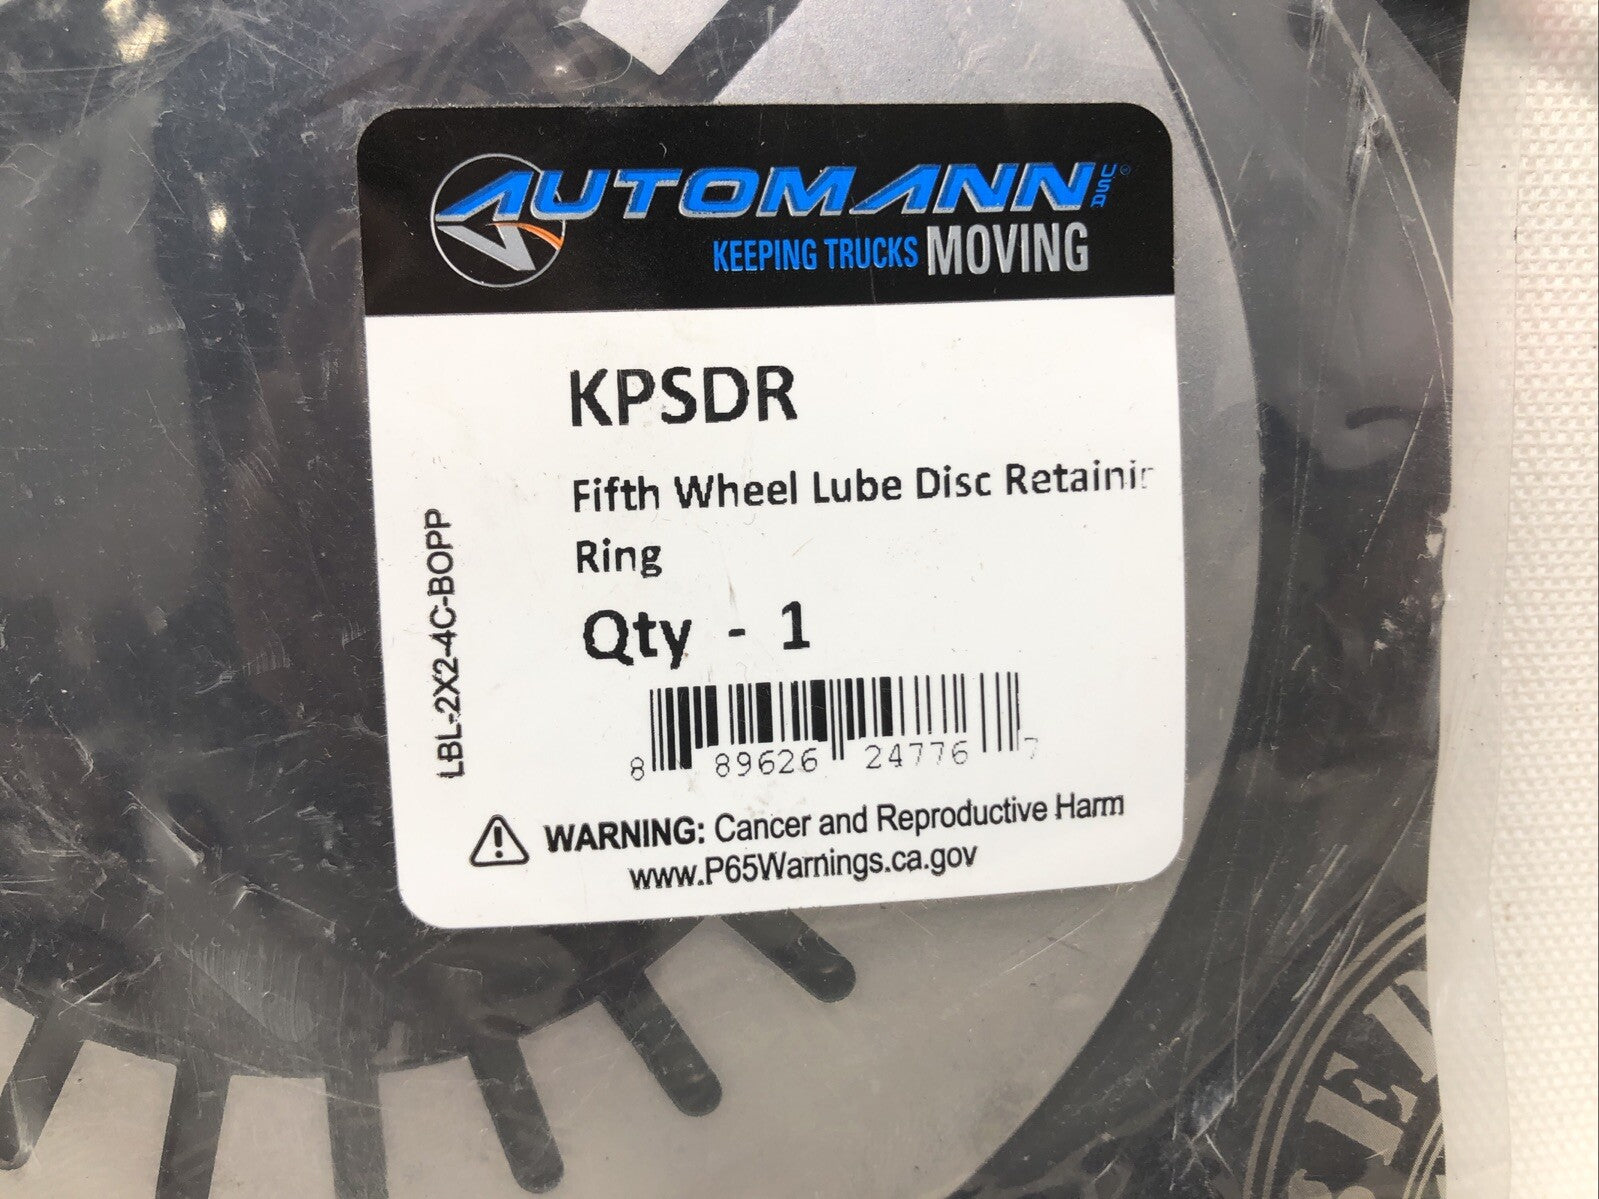 AUTOMANN USA®
KEEPING TRUCKS MOVING
KPSDR
Fifth Wheel Lube Disc Retainin
Ring
Qty - 1
LBL-2X2-4C-BOPP
8 89626 24776 7
WARNING: Cancer and Reproductive Harm
www.P65Warnings.ca.gov